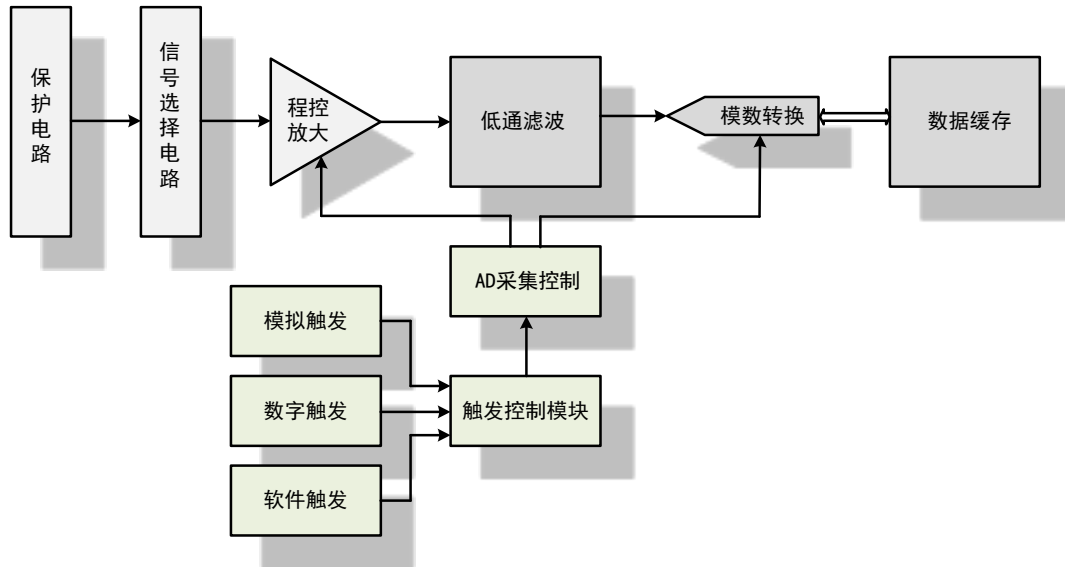 保护电路
信号选择电路
程控
放大
低通滤波
模数转换
数据缓存
AD采集控制
模拟触发
数字触发
触发控制模块
软件触发